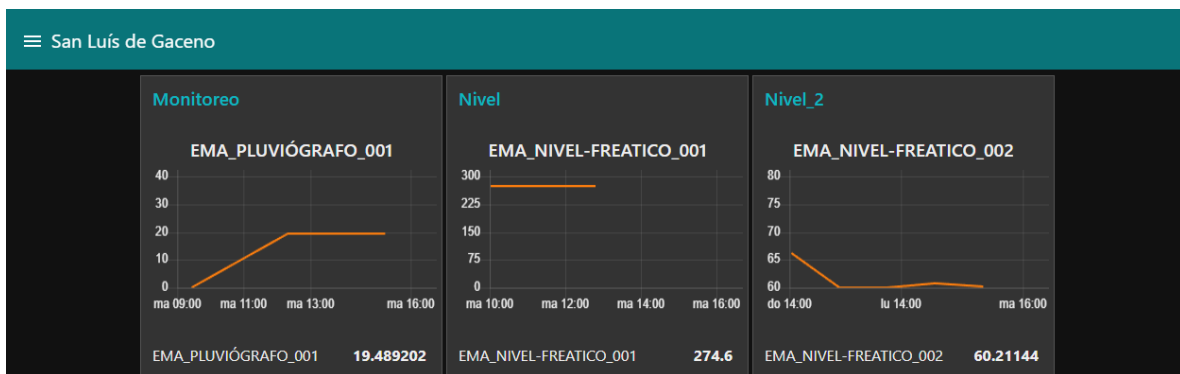 San Luís de Gaceno
Monitoreo
EMA_PLUVIÓGRAFO_001
40
30
20
10
0
ma 09:00 ma 11:00 ma 13:00 ma 16:00
EMA_PLUVIÓGRAFO_001 19.489202
Nivel
EMA_NIVEL-FREATICO_001
300
225
150
75
0
ma 10:00 ma 12:00 ma 14:00 ma 16:00
EMA_NIVEL-FREATICO_001 274.6
Nivel_2
EMA_NIVEL-FREATICO_002
80
75
70
65
60
do 14:00 lu 14:00 ma 16:00
EMA_NIVEL-FREATICO_002 60.21144